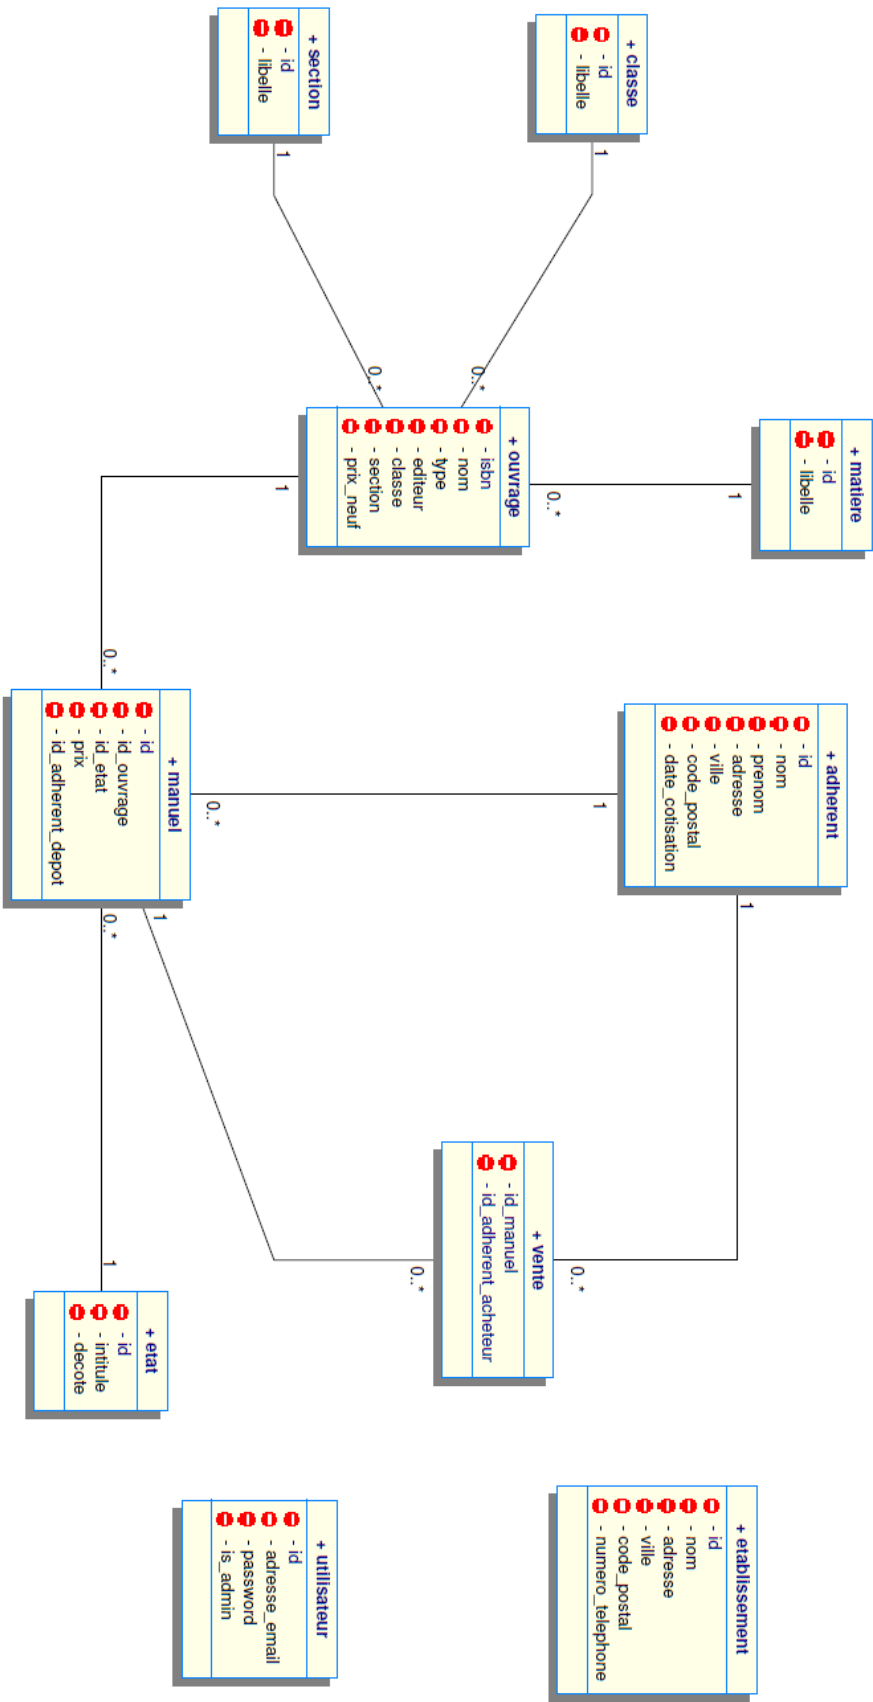 + classe
- id
- libelle
1
+ section
- id
- libelle
1
+ matiere
- id
- libelle
1
0..*
0..*
0..*
+ ouvrage
- isbn
- nom
- type
- editeur
- classe
- section
- prix_neuf
1
0..*
+ adherent
- id
- nom
- prenom
- adresse
- ville
- code_postal
- date_cotisation
1
1
+ manuel
- id
- id_ouvrage
- id_etat
- prix
- id_adherent_depot
0..*
1
0..*
+ vente
- id_manuel
- id_adherent_acheteur
0..*
0..*
+ etat
- id
- intitule
- decote
1
+ etablissement
- id
- nom
- adresse
- ville
- code_postal
- numero_telephone
+ utilisateur
- id
- adresse_email
- password
- is_admin